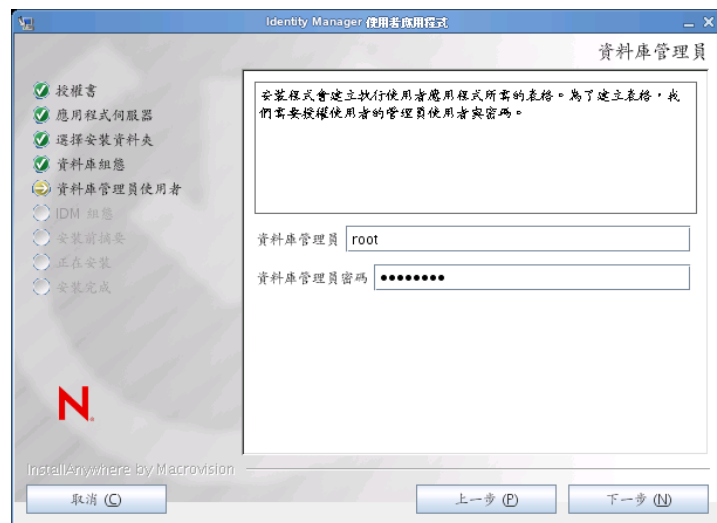 Identity Manager 使用者應用程式
資料庫管理員
授權書
應用程式伺服器
選擇安裝資料夾
資料庫組態
資料庫管理員使用者
IDM 組態
安裝前摘要
正在安裝
安裝完成
安裝程式會建立執行使用者應用程式所需的表格。為了建立表格，我
們需要授權使用者的管理員使用者與密碼。
資料庫管理員 root
資料庫管理員密碼 ●●●●●●●●
N
InstallAnywhere by Macrovision
取消 (C) 上一步 (P) 下一步 (N)